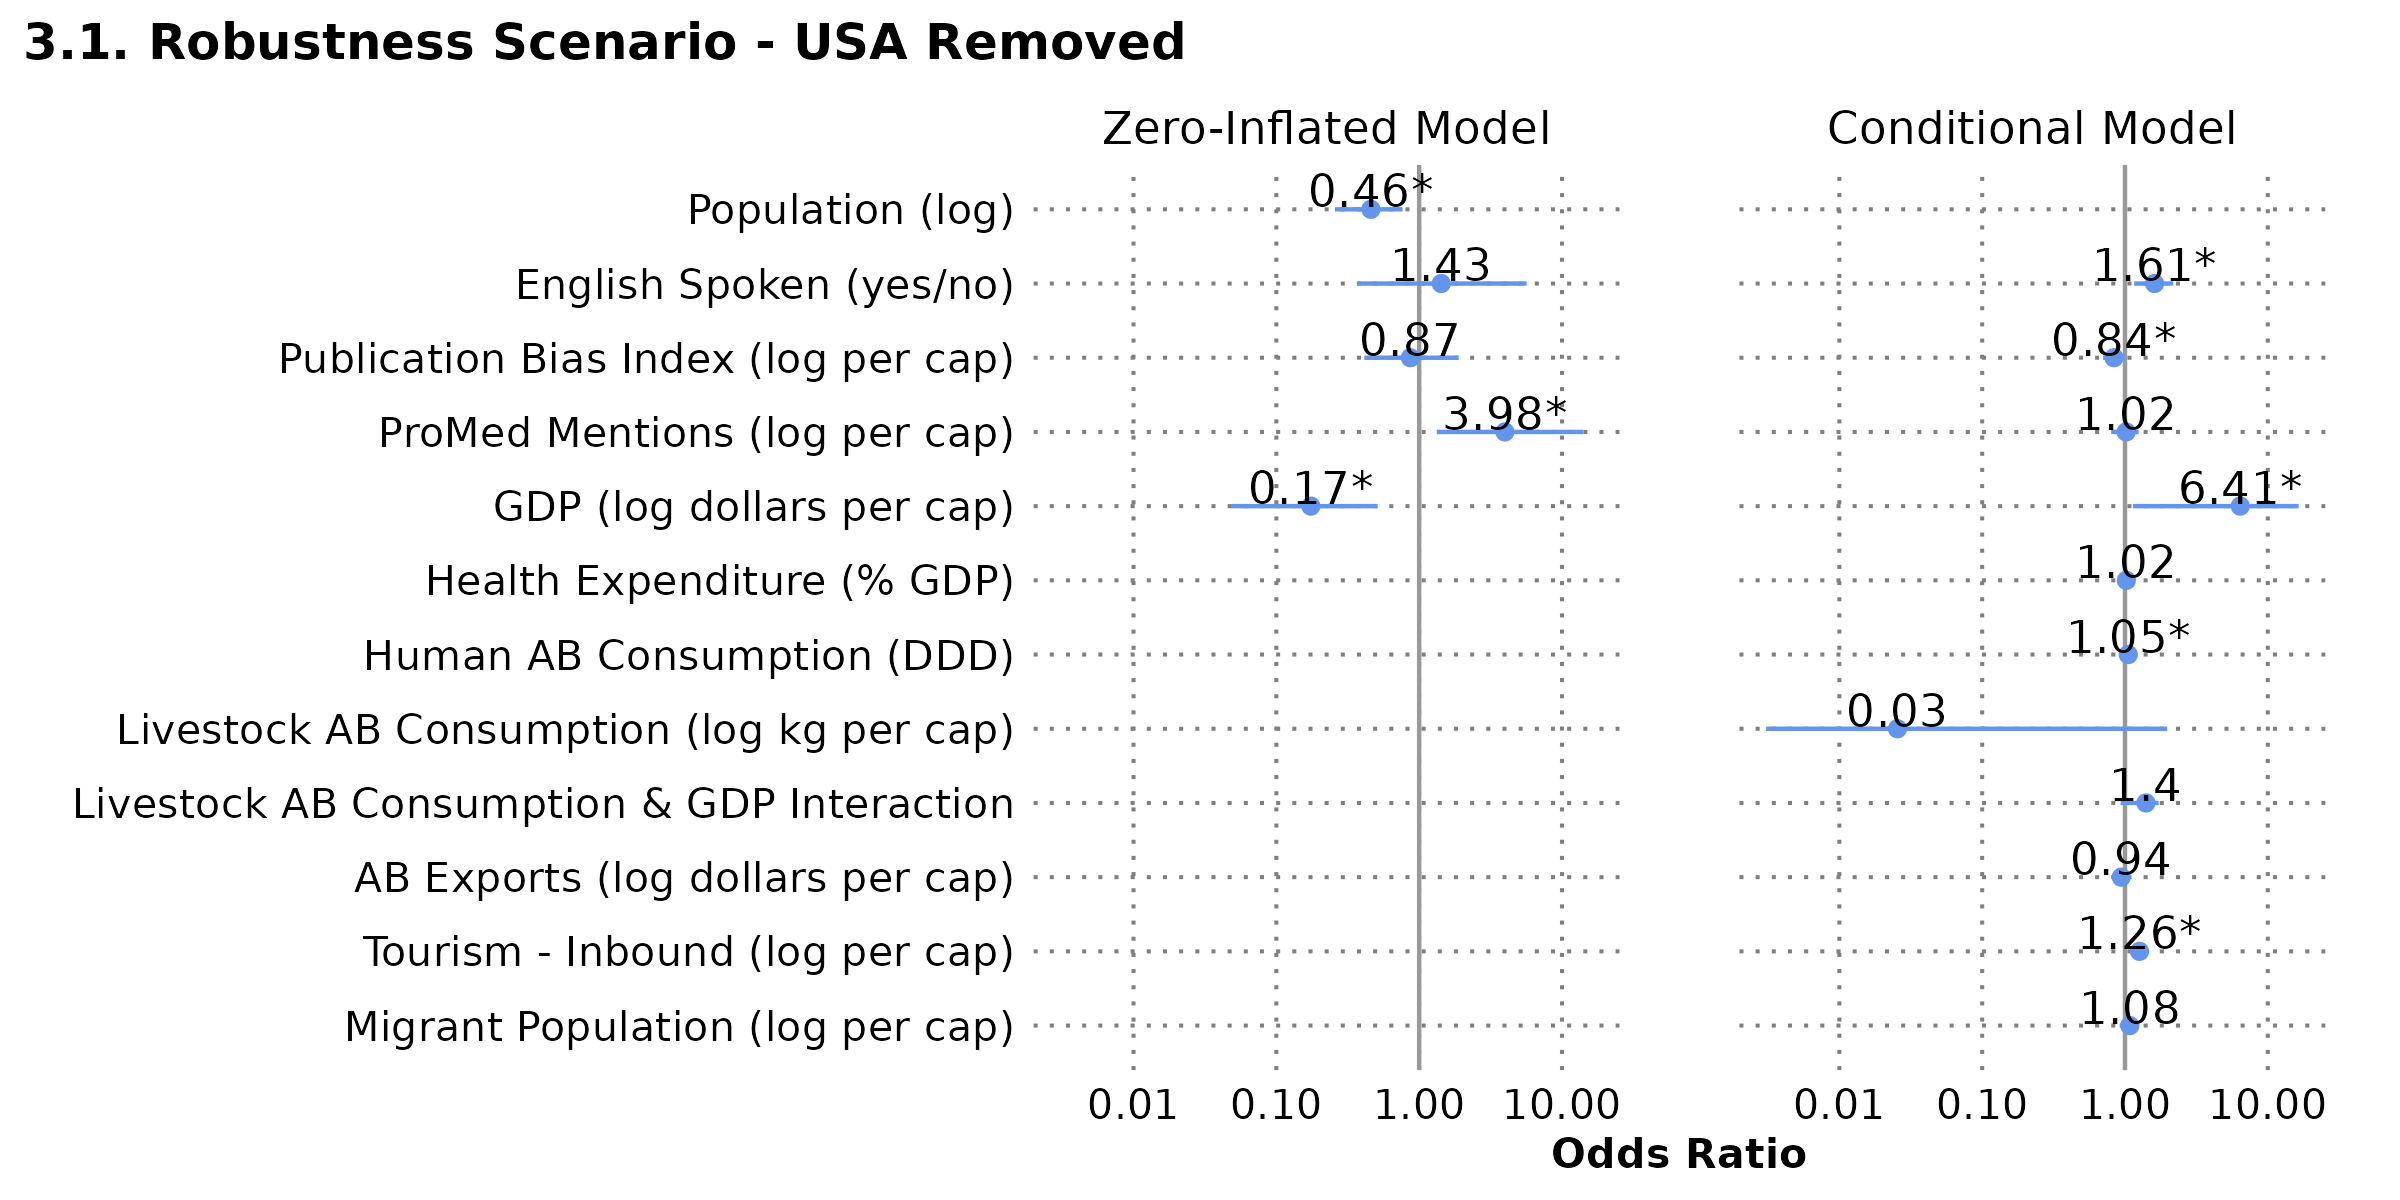 3.1. Robustness Scenario - USA Removed
Zero-Inflated Model
Conditional Model
Population (log) 0.46*
English Spoken (yes/no) 1.43 1.61*
Publication Bias Index (log per cap) 0.87 0.84*
ProMed Mentions (log per cap) 3.98* 1.02
GDP (log dollars per cap) 0.17* 6.41*
Health Expenditure (% GDP) 1.02
Human AB Consumption (DDD) 1.05*
Livestock AB Consumption (log kg per cap) 0.03
Livestock AB Consumption & GDP Interaction 1.4
AB Exports (log dollars per cap) 0.94
Tourism - Inbound (log per cap) 1.26*
Migrant Population (log per cap) 1.08
0.01 0.10 1.00 10.00 0.01 0.10 1.00 10.00
Odds Ratio